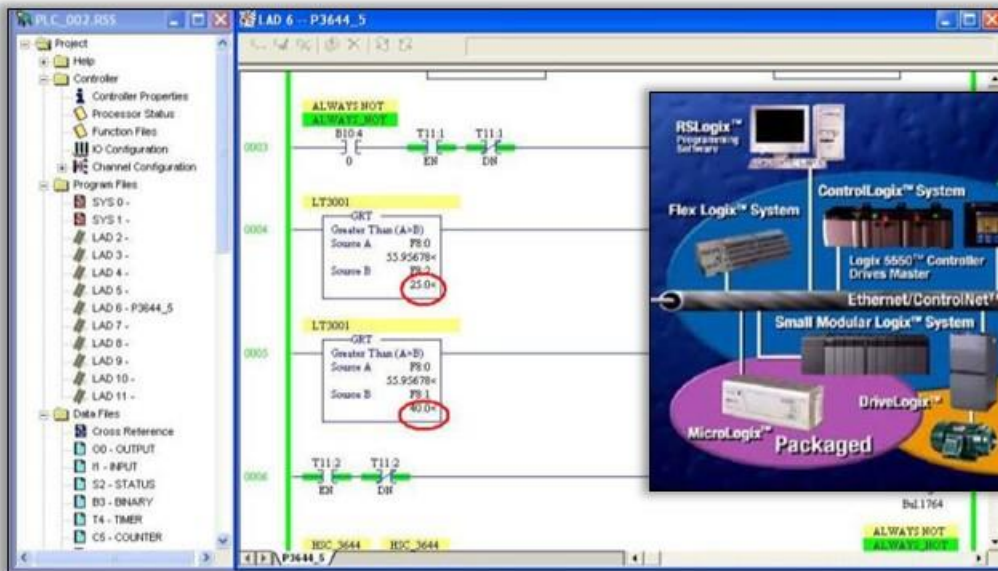 PLC_002.RSS
Project
Help
Controller
Controller Properties
Processor Status
Function Files
IO Configuration
Channel Configuration
Program Files
SYS 0 -
SYS 1 -
LAD 2 -
LAD 3 -
LAD 4 -
LAD 5 -
LAD 6 - P3644_5
LAD 7 -
LAD 8 -
LAD 9 -
LAD 10 -
LAD 11 -
Data Files
Cross Reference
O0 - OUTPUT
I1 - INPUT
S2 - STATUS
B3 - BINARY
T4 - TIMER
C5 - COUNTER
LAD 6 -- P3644_5
ALWAYS NOT
ALWAYS_NOT
B10:4 T11:1 T11:1
0003
0 EN DN
LT3001
GRT
0004
Greater Than (A>B)
Source A F8:0
55.95678<
Source B F8:2
25.0<
LT3001
GRT
0005
Greater Than (A>B)
Source A F8:0
55.95678<
Source B F8:1
40.0<
T11:2 T11:2
0006
EN DN
Bul.1764
ALWAYS NOT
ALWAYS_NOT
HSC_3644 HSC_3644
P3644_5
RSLogix™
Programming
Software
ControlLogix™ System
Flex Logix™ System
Logix 5550™ Controller
Drives Master
Ethernet/ControlNet™
Small Modular Logix™ System
DriveLogix™
MicroLogix™
Packaged